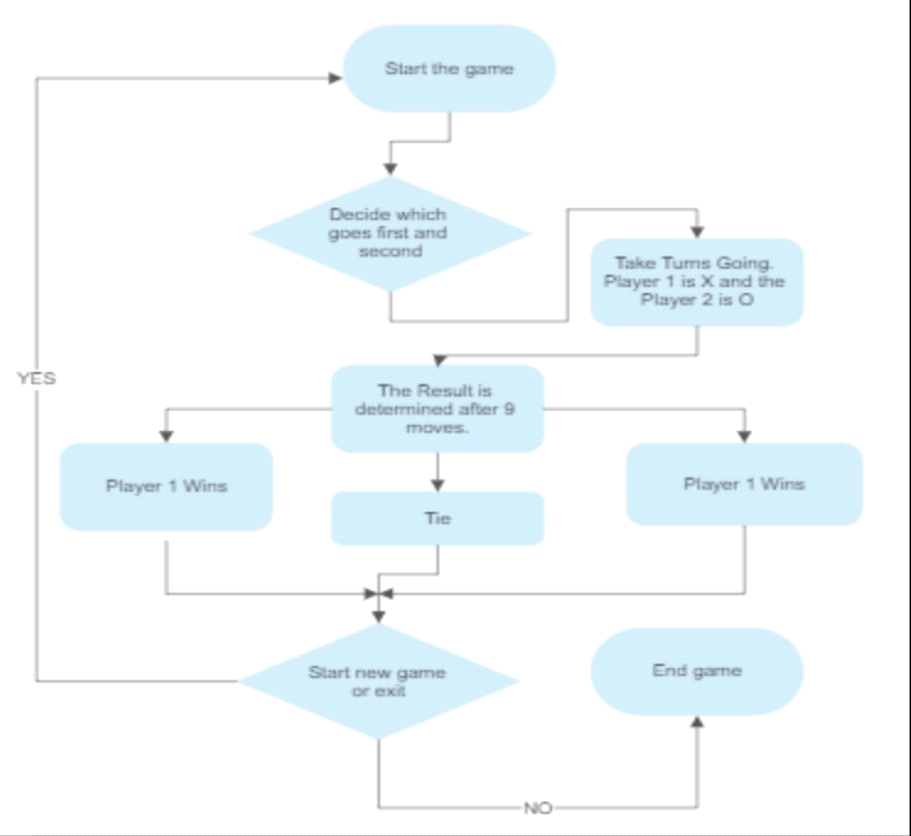 Start the game
Decide which
goes first and
second
Take Turns Going.
Player 1 is X and the
Player 2 is O
YES
The Result is
determined after 9
moves.
Player 1 Wins
Tie
Player 1 Wins
Start new game
or exit
End game
NO